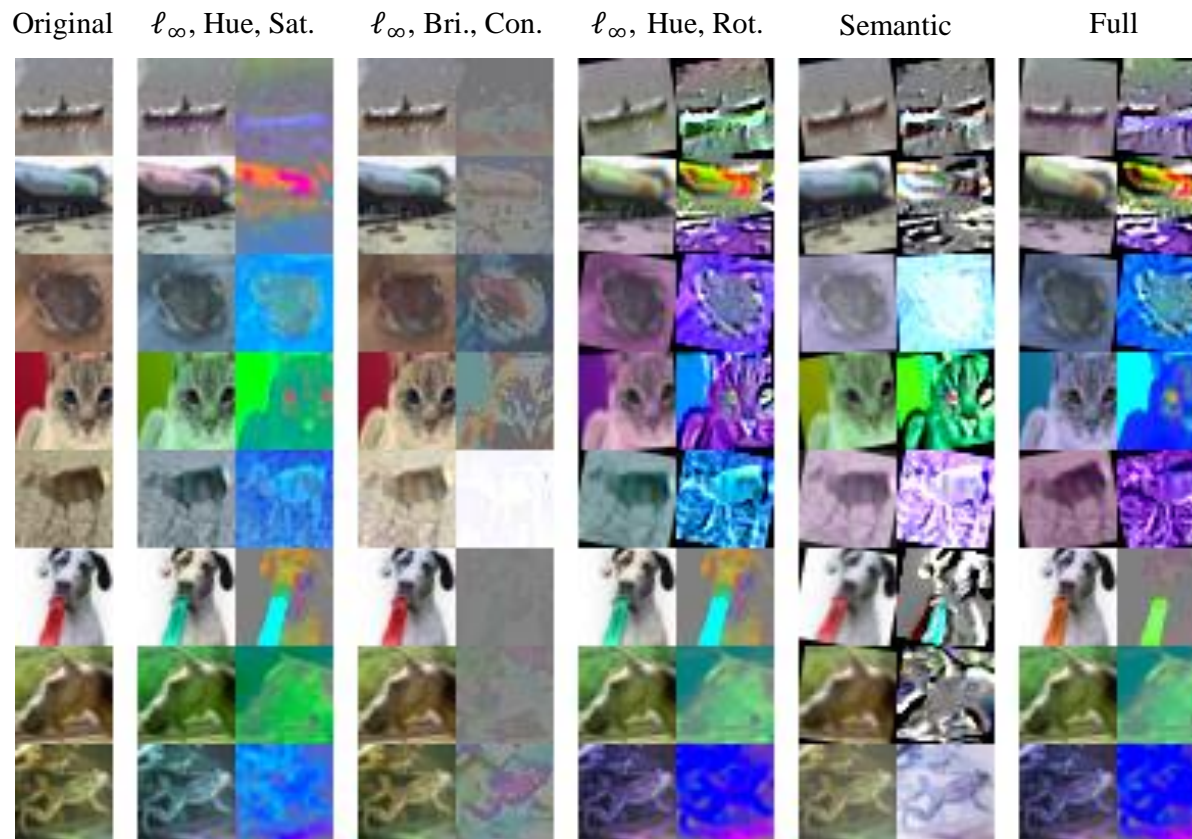 Original ℓ∞, Hue, Sat. ℓ∞, Bri., Con. ℓ∞, Hue, Rot. Semantic Full